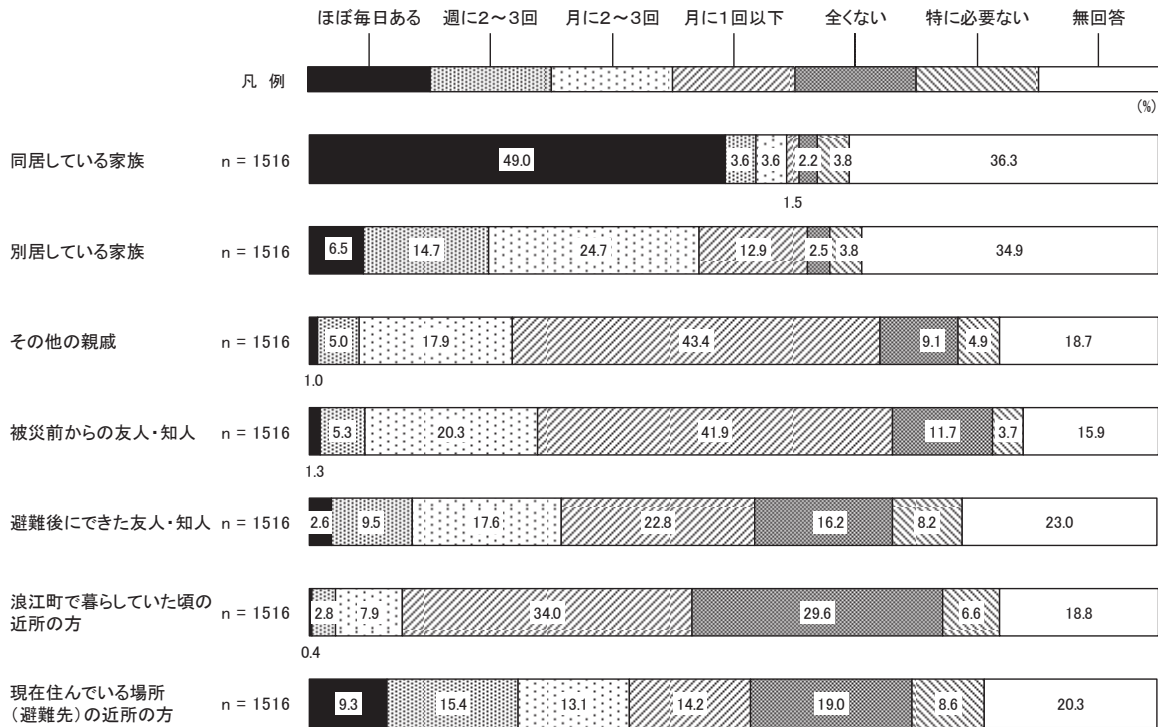 ほぼ毎日ある 週に２～３回 月に２～３回 月に１回以下 全くない 特に必要ない 無回答
凡 例
(%)
同居している家族 n = 1516 49.0 3.6 3.6 2.2 3.8 36.3
1.5
別居している家族 n = 1516 6.5 14.7 24.7 12.9 2.5 3.8 34.9
その他の親戚 n = 1516 5.0 17.9 43.4 9.1 4.9 18.7
1.0
被災前からの友人・知人 n = 1516 5.3 20.3 41.9 11.7 3.7 15.9
1.3
避難後にできた友人・知人 n = 1516 2.6 9.5 17.6 22.8 16.2 8.2 23.0
浪江町で暮らしていた頃の
近所の方 n = 1516 2.8 7.9 34.0 29.6 6.6 18.8
0.4
現在住んでいる場所
（避難先）の近所の方 n = 1516 9.3 15.4 13.1 14.2 19.0 8.6 20.3